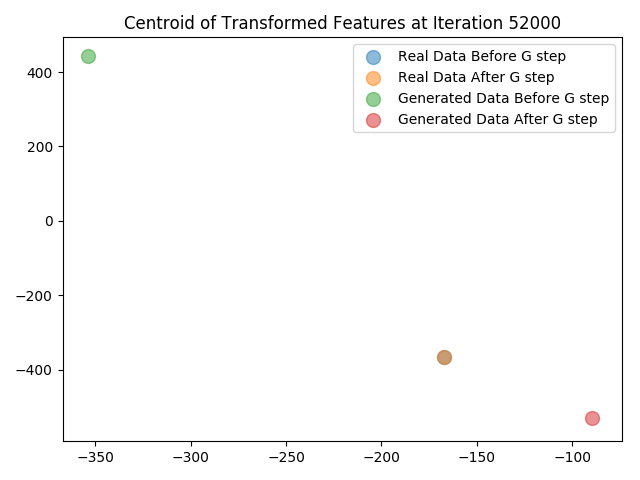 Centroid of Transformed Features at Iteration 52000
Real Data Before G step
Real Data After G step
Generated Data Before G step
Generated Data After G step
400
200
0
−200
−400
−350 −300 −250 −200 −150 −100